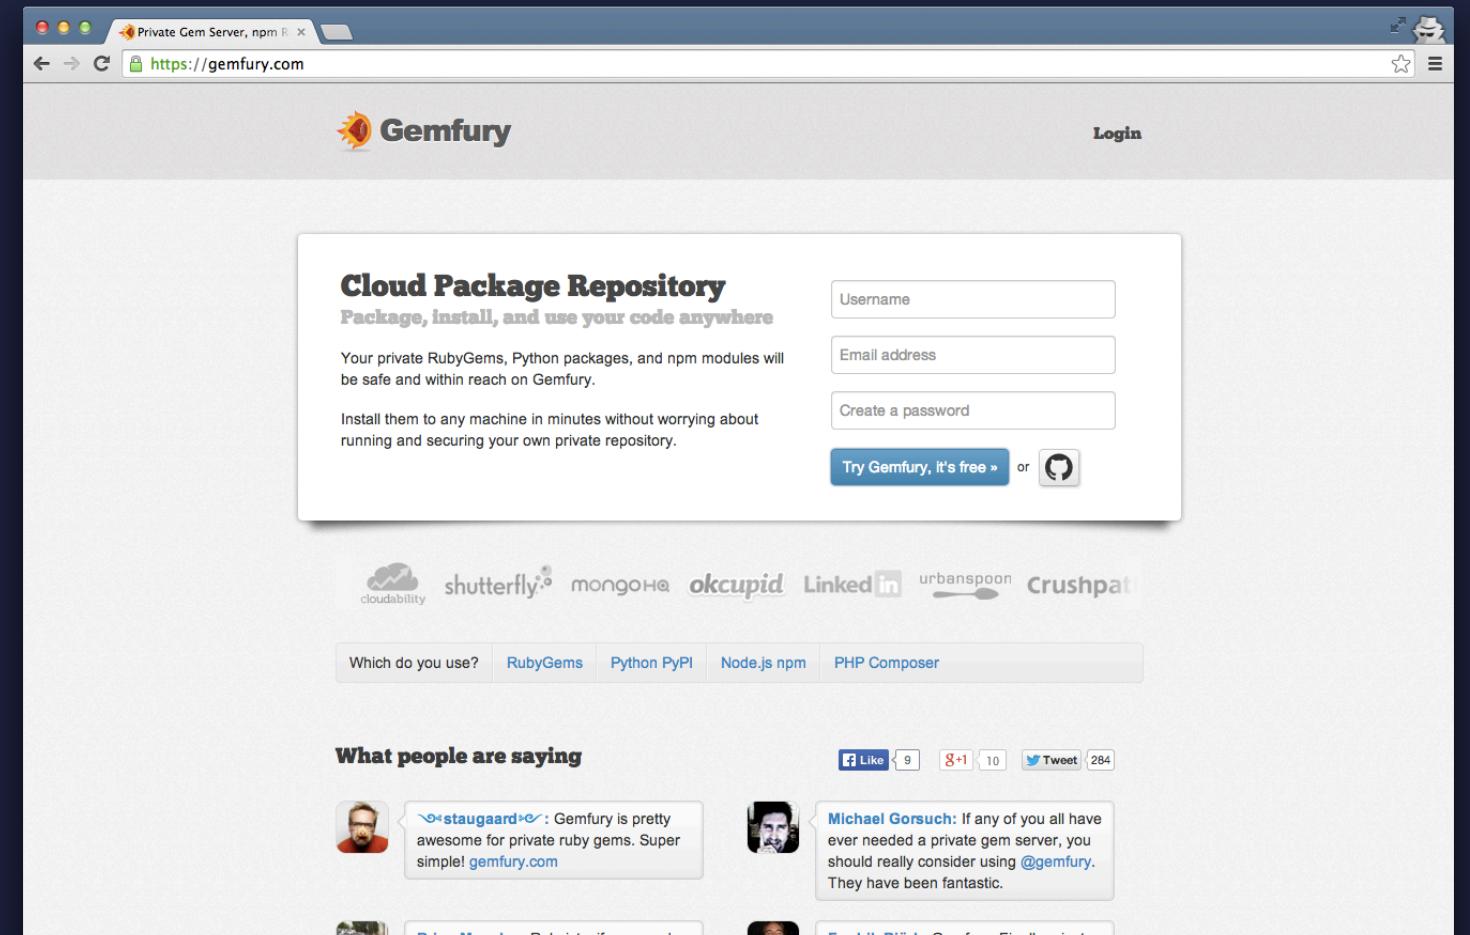 Private Gem Server, npm R
https://gemfury.com
Gemfury
Login
Cloud Package Repository
Package, install, and use your code anywhere
Your private RubyGems, Python packages, and npm modules will
be safe and within reach on Gemfury.
Install them to any machine in minutes without worrying about
running and securing your own private repository.
Username
Email address
Create a password
Try Gemfury, it's free »
or
cloudability
shutterfly
mongoHQ
okcupid
Linked in
urbanspoon
Crushpat
Which do you use?
RubyGems
Python PyPI
Node.js npm
PHP Composer
What people are saying
Like 9
g+1 10
Tweet 284
staugaard: Gemfury is pretty
awesome for private ruby gems. Super
simple! gemfury.com
Michael Gorsuch: If any of you all have
ever needed a private gem server, you
should really consider using @gemfury.
They have been fantastic.